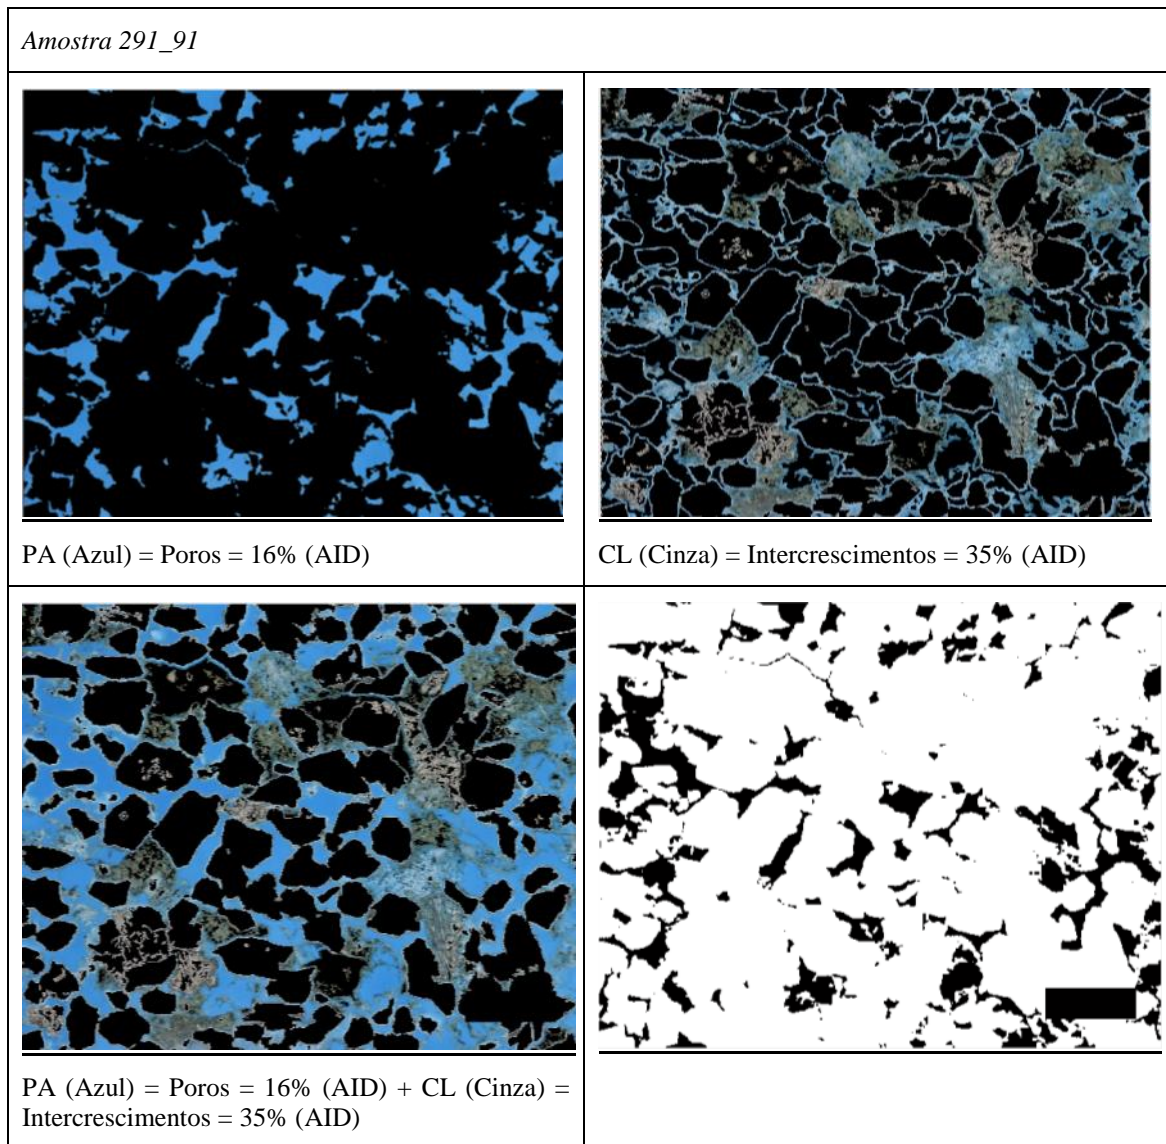 Amostra 291_91
PA (Azul) = Poros = 16% (AID)
CL (Cinza) = Intercrescimentos = 35% (AID)
PA (Azul) = Poros = 16% (AID) + CL (Cinza) =
Intercrescimentos = 35% (AID)